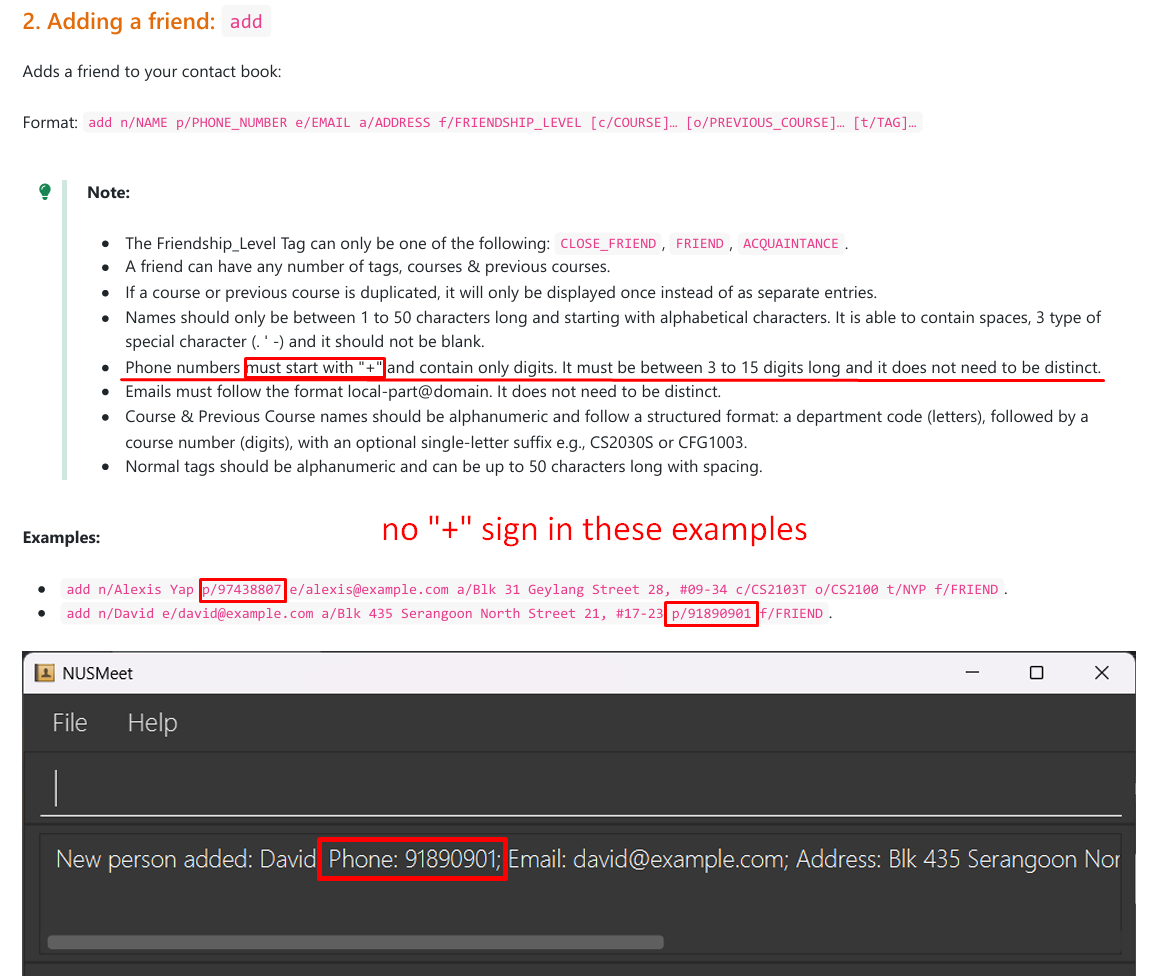 2. Adding a friend: add
Adds a friend to your contact book:
Format: add n/NAME p/PHONE_NUMBER e/EMAIL a/ADDRESS f/FRIENDSHIP_LEVEL [c/COURSE]… [o/PREVIOUS_COURSE]… [t/TAG]…
Note:
• The Friendship_Level Tag can only be one of the following: CLOSE_FRIEND , FRIEND , ACQUAINTANCE .
• A friend can have any number of tags, courses & previous courses.
• If a course or previous course is duplicated, it will only be displayed once instead of as separate entries.
• Names should only be between 1 to 50 characters long and starting with alphabetical characters. It is able to contain spaces, 3 type of
special character (. ' -) and it should not be blank.
• Phone numbers must start with "+" and contain only digits. It must be between 3 to 15 digits long and it does not need to be distinct.
• Emails must follow the format local-part@domain. It does not need to be distinct.
• Course & Previous Course names should be alphanumeric and follow a structured format: a department code (letters), followed by a
course number (digits), with an optional single-letter suffix e.g., CS2030S or CFG1003.
• Normal tags should be alphanumeric and can be up to 50 characters long with spacing.
no "+" sign in these examples
Examples:
• add n/Alexis Yap p/97438807 e/alexis@example.com a/Blk 31 Geylang Street 28, #09-34 c/CS2103T o/CS2100 t/NYP f/FRIEND .
• add n/David e/david@example.com a/Blk 435 Serangoon North Street 21, #17-23 p/91890901 f/FRIEND .
NUSMeet
File Help
New person added: David Phone: 91890901; Email: david@example.com; Address: Blk 435 Serangoon Nor